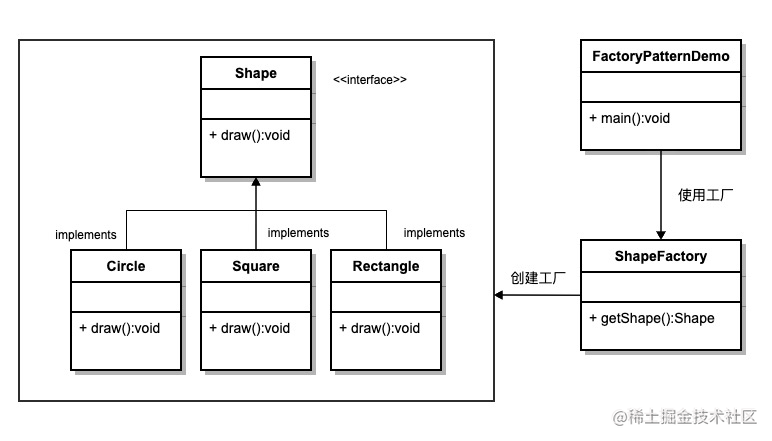 Shape
<<interface>>
+ draw():void
implements
implements
implements
Circle
+ draw():void
Square
+ draw():void
Rectangle
+ draw():void
FactoryPatternDemo
+ main():void
使用工厂
ShapeFactory
+ getShape():Shape
创建工厂
@稀土掘金技术社区